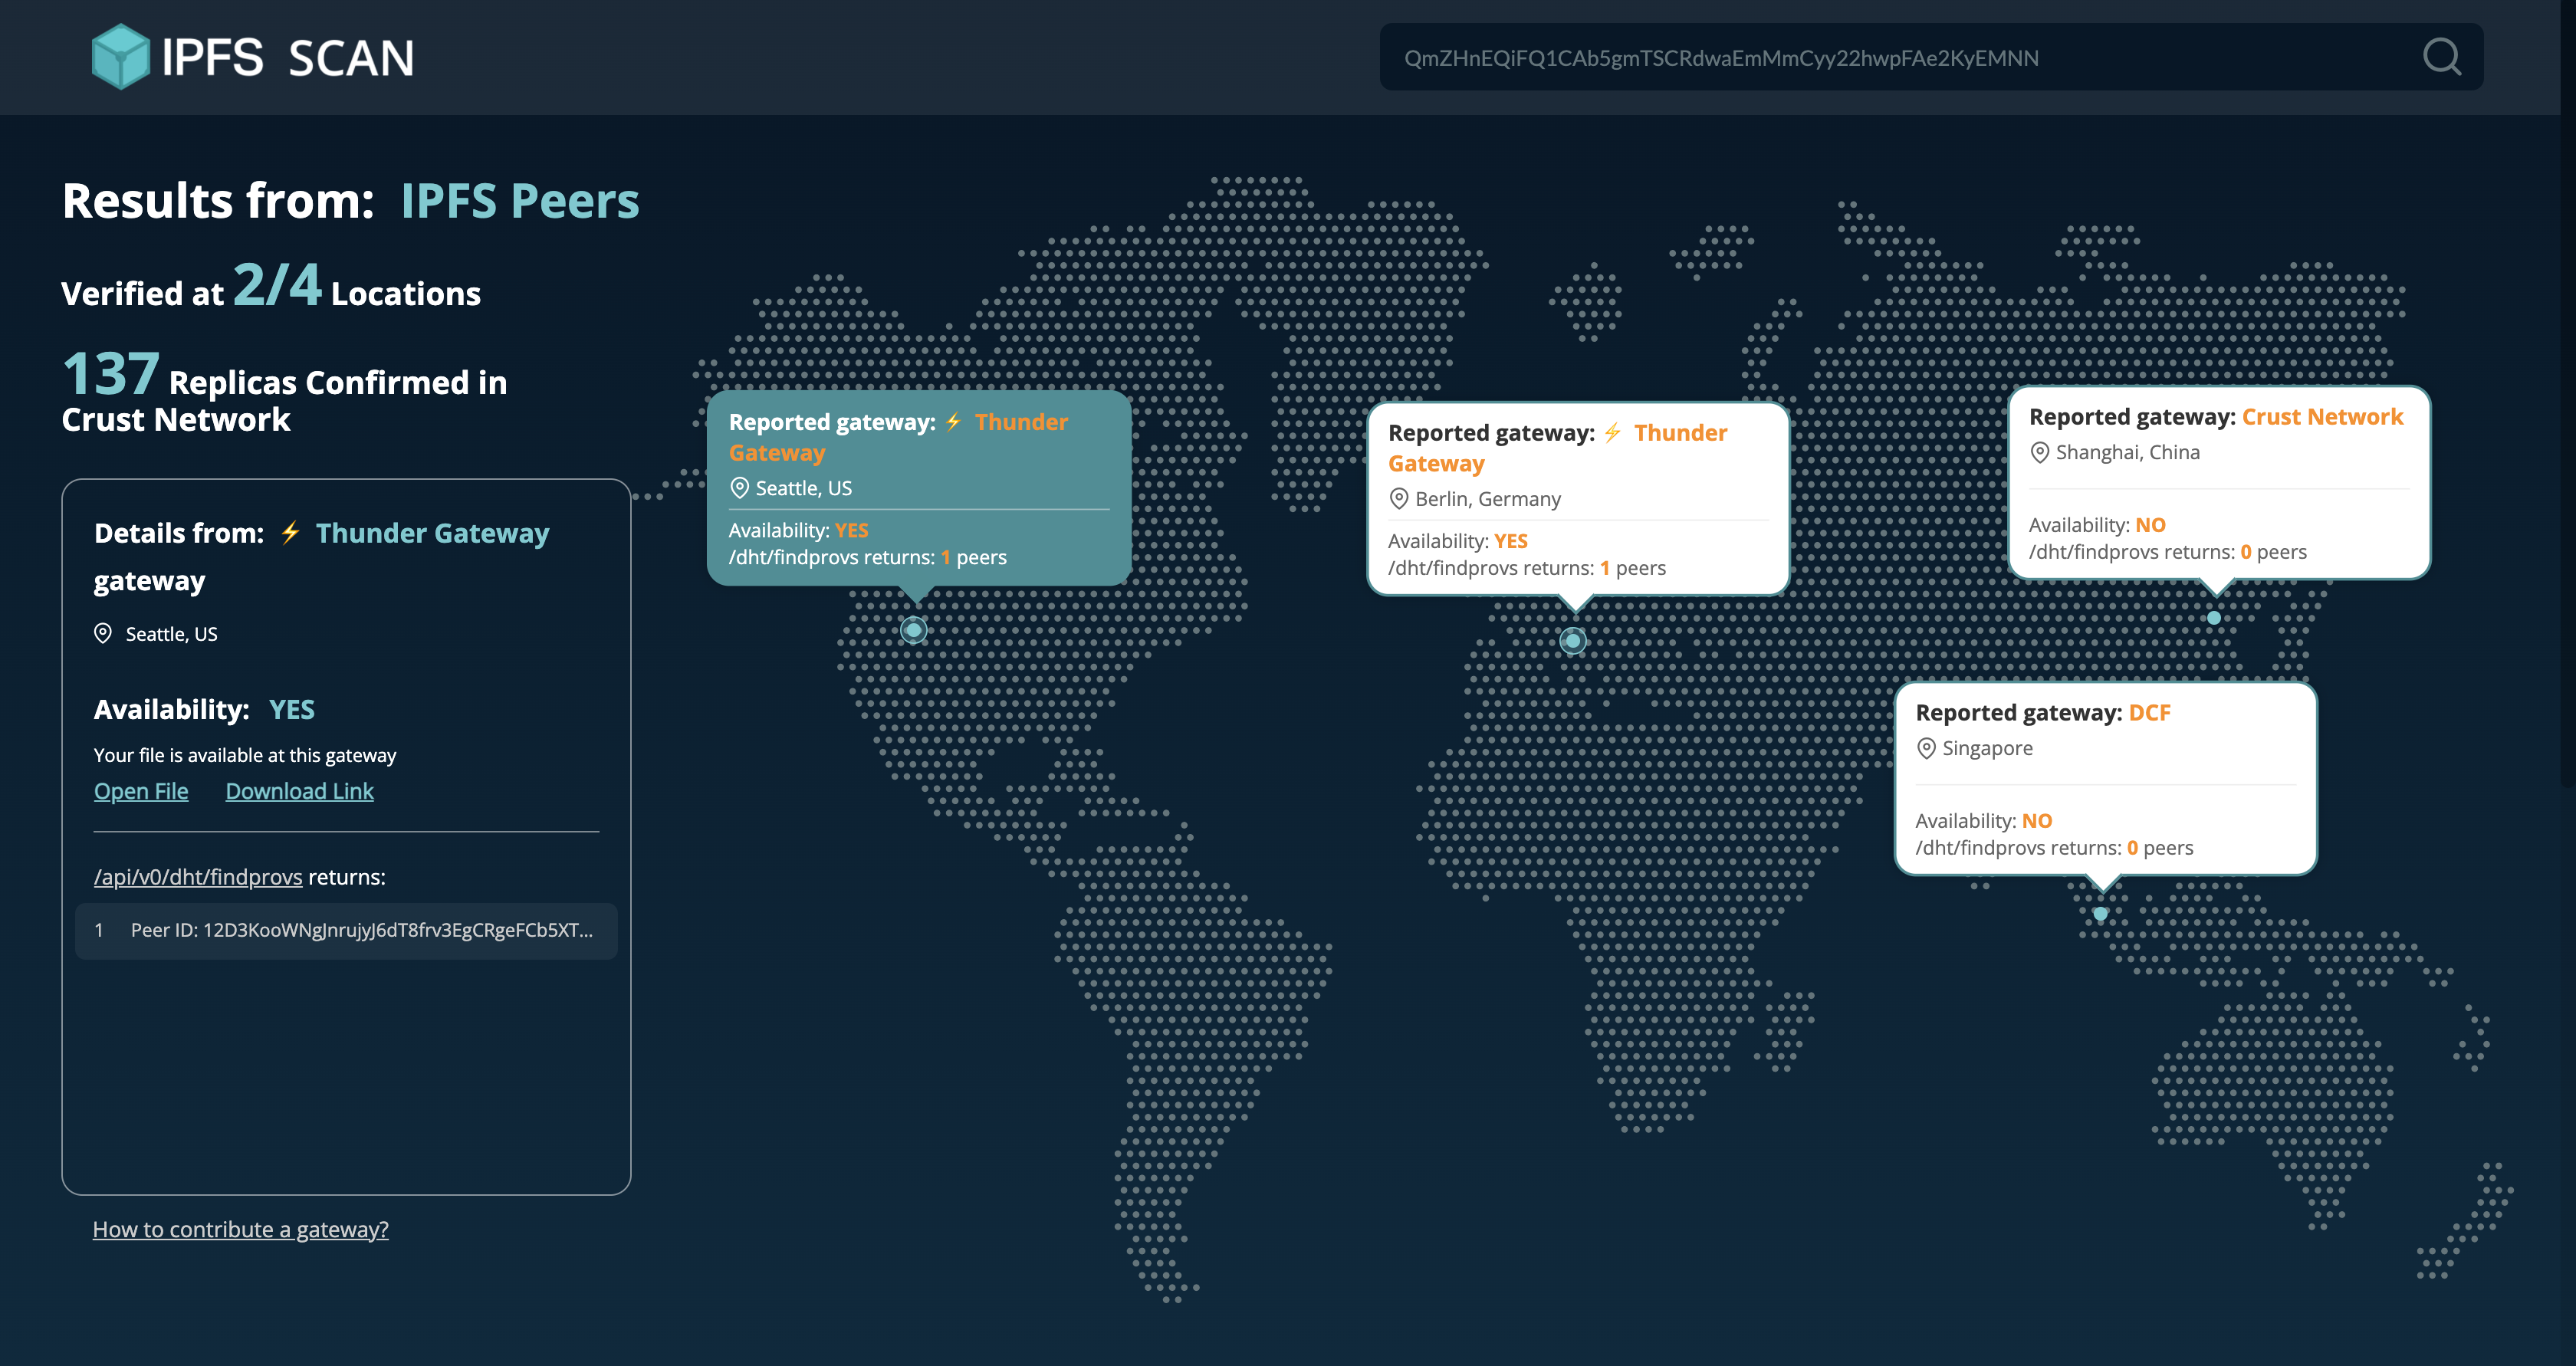 IPFS SCAN
QmZHnEQiFQ1CAb5gmTSCRdwaEmMmCyy22hwpFAe2KyEMNN
Results from: IPFS Peers
Verified at 2/4 Locations
137 Replicas Confirmed in
Crust Network
Details from: ⚡ Thunder Gateway
gateway
Seattle, US
Availability: YES
Your file is available at this gateway
Open File Download Link
/api/v0/dht/findprovs returns:
1 Peer ID: 12D3KooWNgJnrujyJ6dT8frv3EgCRgeFCb5XT...
How to contribute a gateway?
Reported gateway: ⚡ Thunder
Gateway
Seattle, US
Availability: YES
/dht/findprovs returns: 1 peers
Reported gateway: ⚡ Thunder
Gateway
Berlin, Germany
Availability: YES
/dht/findprovs returns: 1 peers
Reported gateway: Crust Network
Shanghai, China
Availability: NO
/dht/findprovs returns: 0 peers
Reported gateway: DCF
Singapore
Availability: NO
/dht/findprovs returns: 0 peers